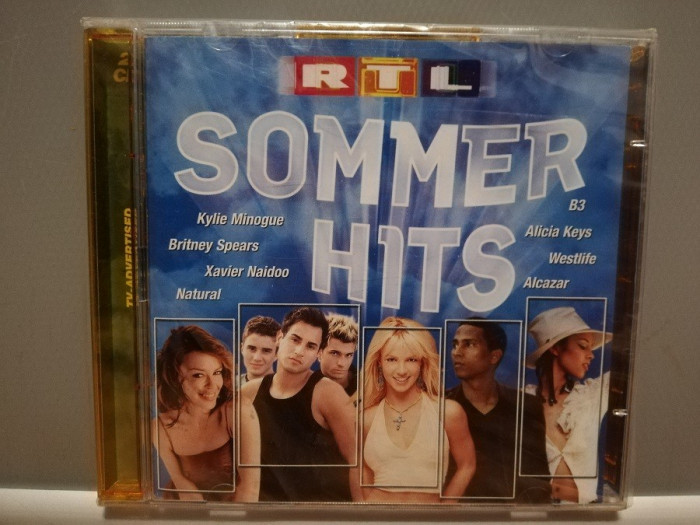 RTL
SOMMER
HITS
Kylie Minogue
Britney Spears
Xavier Naidoo
Natural
B3
Alicia Keys
Westlife
Alcazar
TV-ADVERTISED